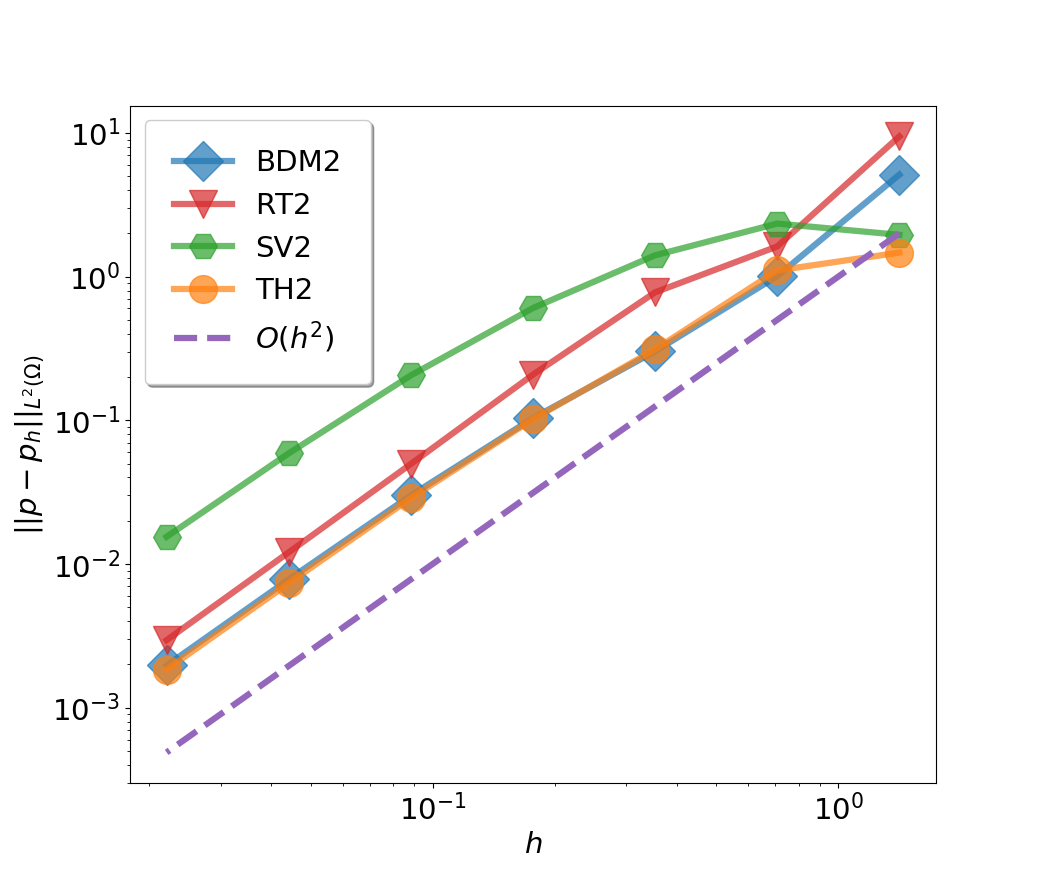 BDM2
RT2
SV2
TH2
O(h²)
10¹
10⁰
10⁻¹
10⁻²
10⁻³
||p − pₕ||_{L²(Ω)}
10⁻¹
10⁰
h